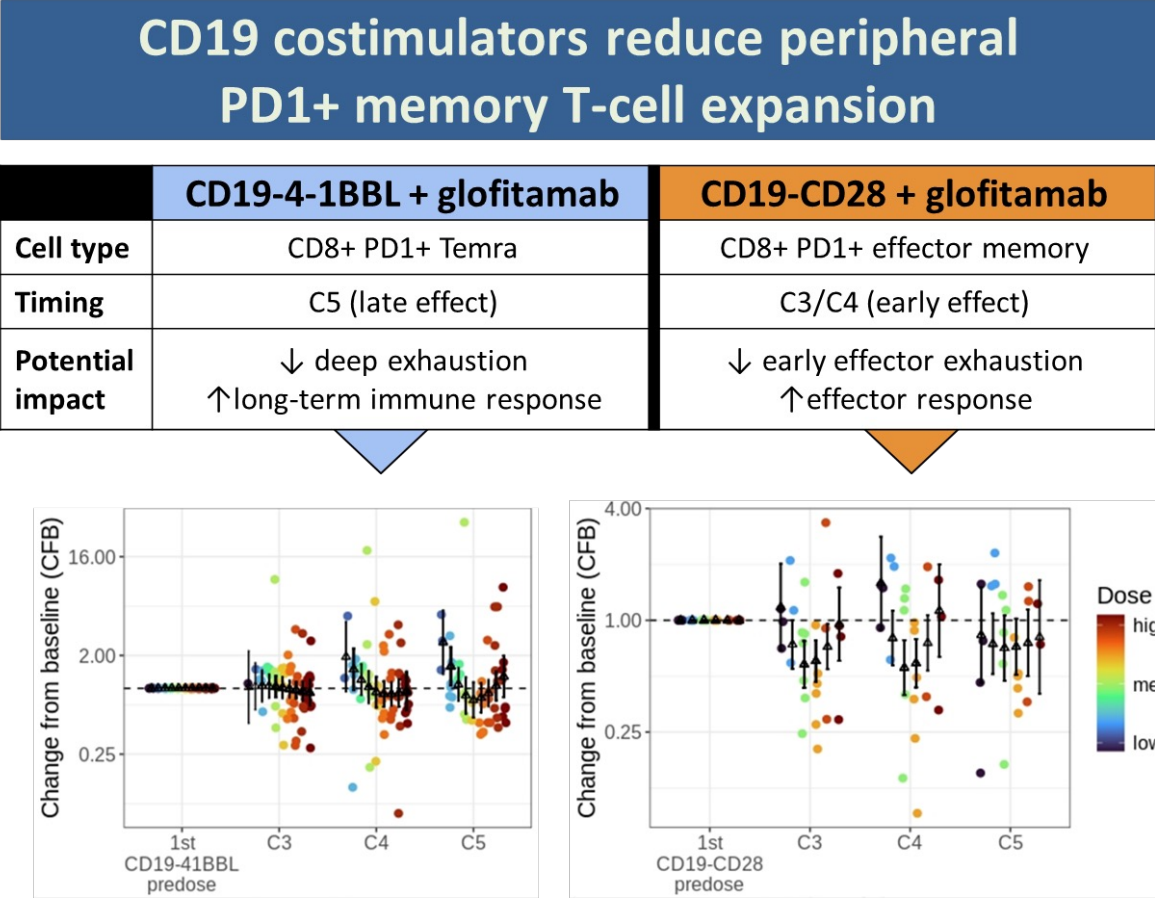 CD19 costimulators reduce peripheral
PD1+ memory T-cell expansion
CD19-4-1BBL + glofitamab
CD19-CD28 + glofitamab
Cell type
CD8+ PD1+ Temra
CD8+ PD1+ effector memory
Timing
C5 (late effect)
C3/C4 (early effect)
Potential
impact
↓ deep exhaustion
↑long-term immune response
↓ early effector exhaustion
↑effector response
Change from baseline (CFB)
16.00
2.00
0.25
1st
CD19-41BBL
predose
C3
C4
C5
Change from baseline (CFB)
4.00
1.00
0.25
1st
CD19-CD28
predose
C3
C4
C5
Dose